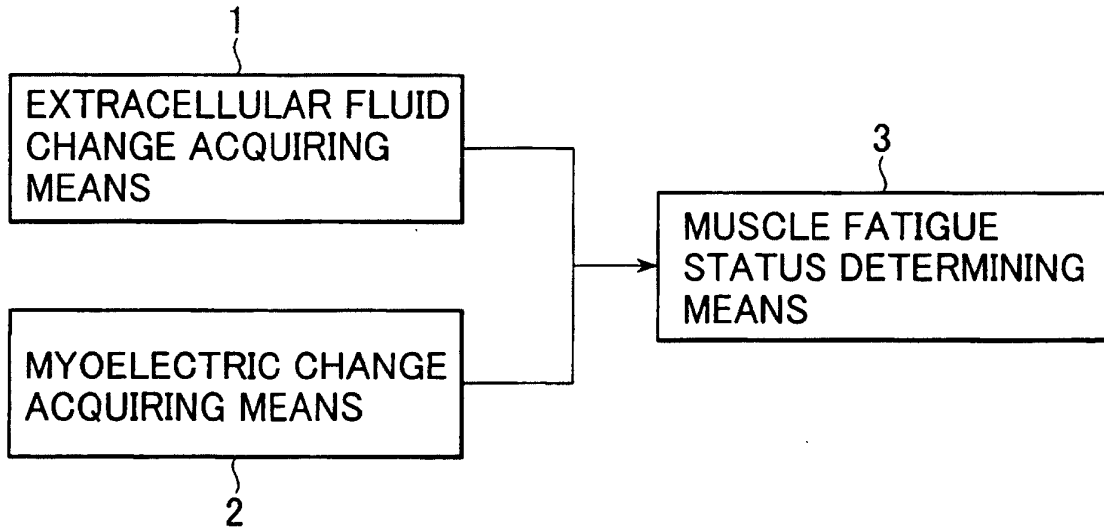 1
EXTRACELLULAR FLUID
CHANGE ACQUIRING
MEANS
3
MUSCLE FATIGUE
STATUS DETERMINING
MEANS
MYOELECTRIC CHANGE
ACQUIRING MEANS
2